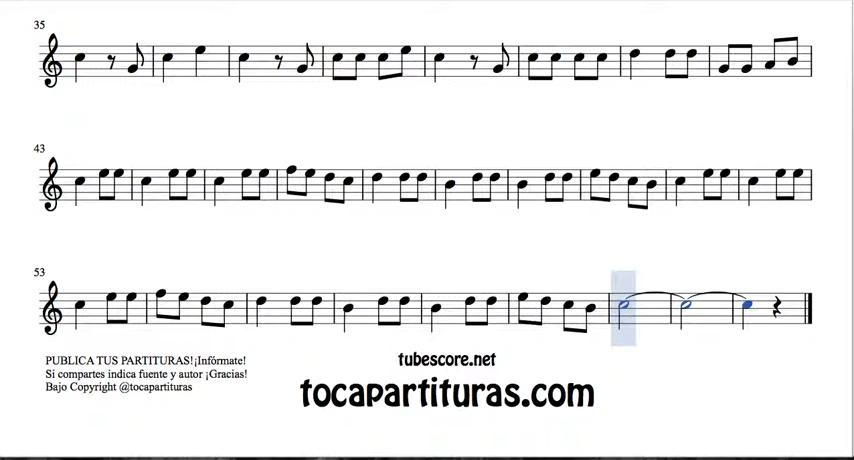 35
43
53
PUBLICA TUS PARTITURAS!¡Infórmate!
Si compartes indica fuente y autor ¡Gracias!
Bajo Copyright @tocapartituras
tubescore.net
tocapartituras.com